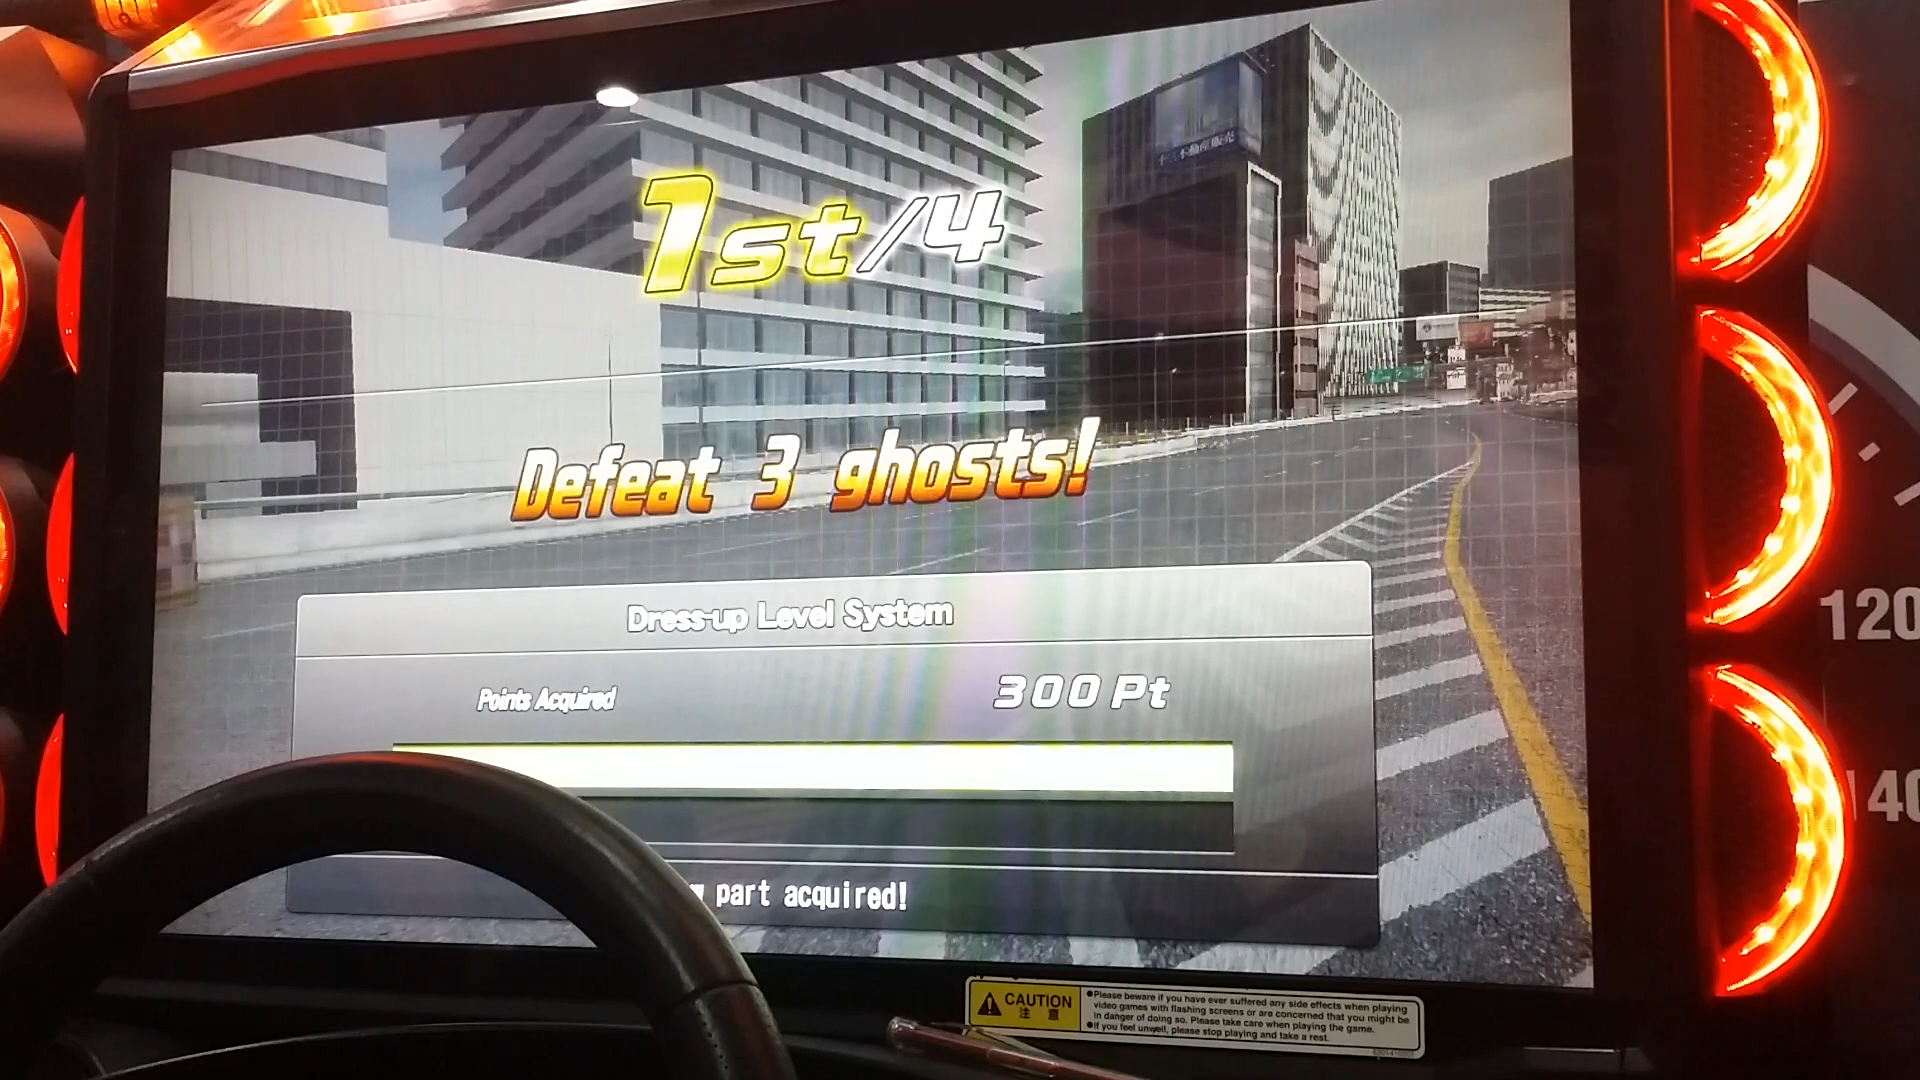 1st/4
Defeat 3 ghosts!
Dress-up Level System
Points Acquired
300 Pt
part acquired!
120
140
CAUTION
注意
●Please beware if you have ever suffered any side effects when playing
video games with flashing screens or are concerned that you might be
in danger of doing so. Please take care when playing the game.
●If you feel unwell, please stop playing and take a rest.